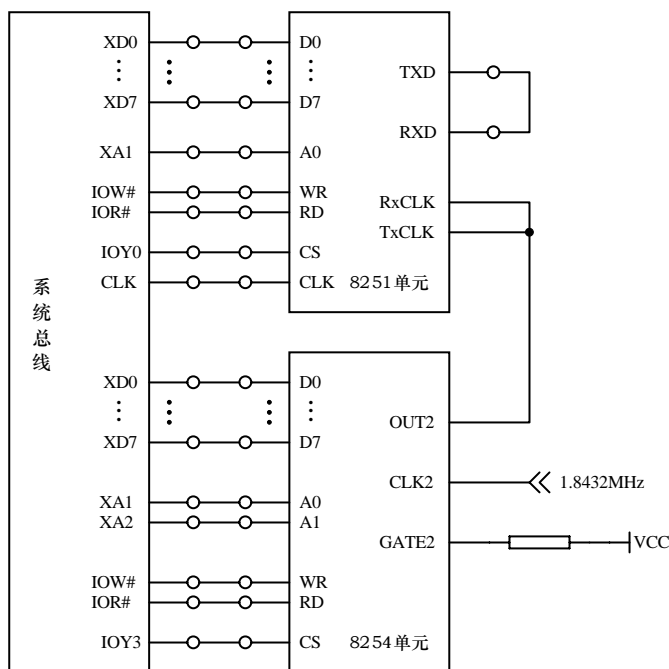 XD0 D0
TXD
XD7 D7
RXD
XA1 A0
IOW# WR
RxCLK
IOR# RD
TxCLK
IOY0 CS
CLK CLK 8251单元
系统总线
XD0 D0
OUT2
XD7 D7
CLK2 1.8432MHz
XA1 A0
XA2 A1
GATE2 VCC
IOW# WR
IOR# RD
IOY3 CS 8254单元